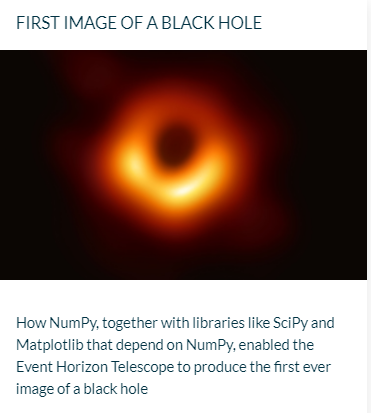 FIRST IMAGE OF A BLACK HOLE
How NumPy, together with libraries like SciPy and
Matplotlib that depend on NumPy, enabled the
Event Horizon Telescope to produce the first ever
image of a black hole